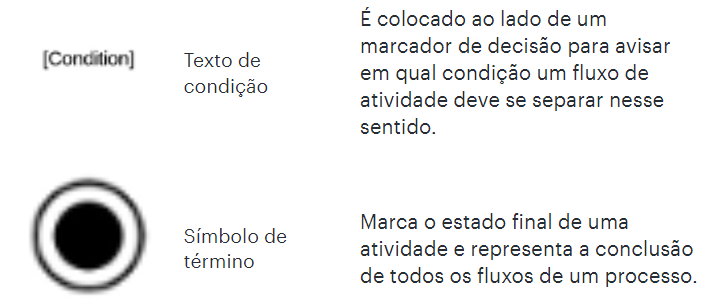 [Condition]
Texto de
condição
É colocado ao lado de um
marcador de decisão para avisar
em qual condição um fluxo de
atividade deve se separar nesse
sentido.
Símbolo de
término
Marca o estado final de uma
atividade e representa a conclusão
de todos os fluxos de um processo.